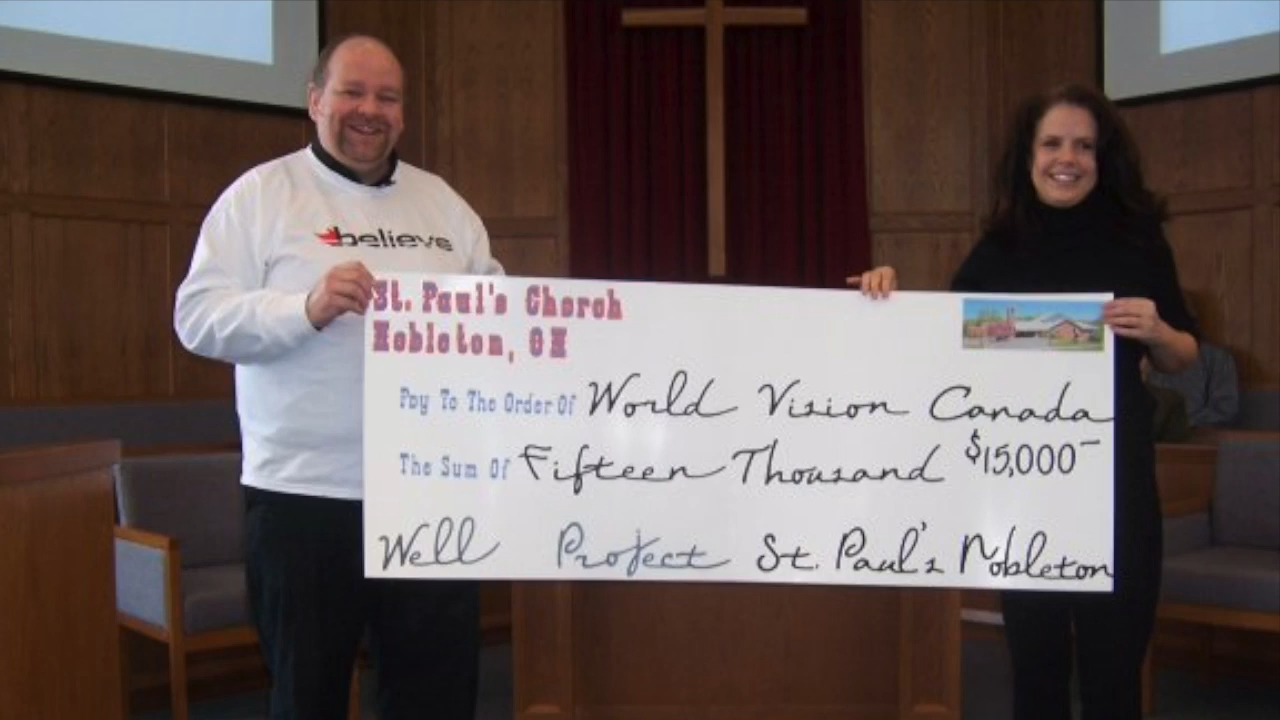 believe
St. Paul's Church
Nobleton, ON
Pay To The Order Of World Vision Canada
The Sum Of Fifteen Thousand $15,000-
Well Project St. Paul's Nobleton